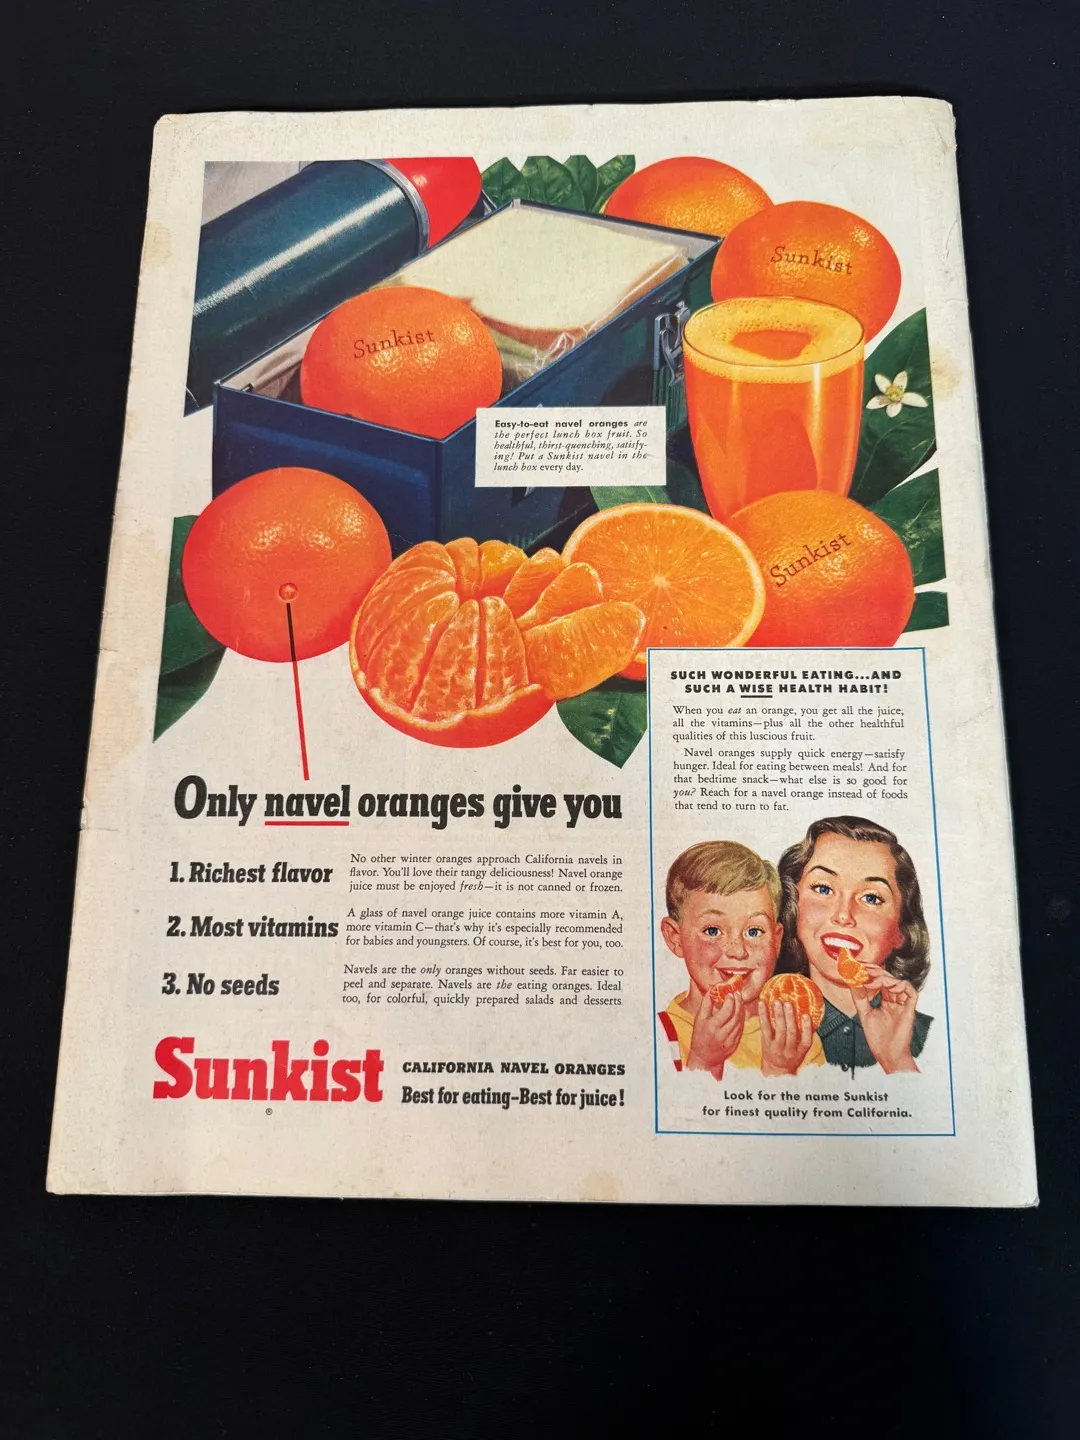 Sunkist
Sunkist
Easy-to-eat navel oranges are
the perfect lunch box fruit. So
healthful, thirst-quenching, satisfy-
ing! Put a Sunkist navel in the
lunch box every day.
Sunkist
Only navel oranges give you
1. Richest flavor
No other winter oranges approach California navels in
flavor. You'll love their tangy deliciousness! Navel orange
juice must be enjoyed fresh—it is not canned or frozen.
2. Most vitamins
A glass of navel orange juice contains more vitamin A,
more vitamin C—that's why it's especially recommended
for babies and youngsters. Of course, it's best for you, too.
3. No seeds
Navels are the only oranges without seeds. Far easier to
peel and separate. Navels are the eating oranges. Ideal
too, for colorful, quickly prepared salads and desserts
Sunkist
®
CALIFORNIA NAVEL ORANGES
Best for eating–Best for juice!
SUCH WONDERFUL EATING...AND
SUCH A WISE HEALTH HABIT!
When you eat an orange, you get all the juice,
all the vitamins—plus all the other healthful
qualities of this luscious fruit.
Navel oranges supply quick energy—satisfy
hunger. Ideal for eating between meals! And for
that bedtime snack—what else is so good for
you? Reach for a navel orange instead of foods
that tend to turn to fat.
Look for the name Sunkist
for finest quality from California.